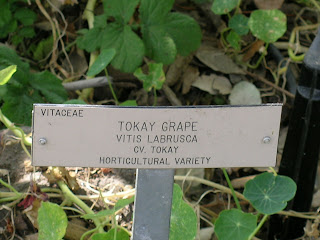 VITACEAE
TOKAY GRAPE
VITIS LABRUSCA
CV. TOKAY
HORTICULTURAL VARIETY